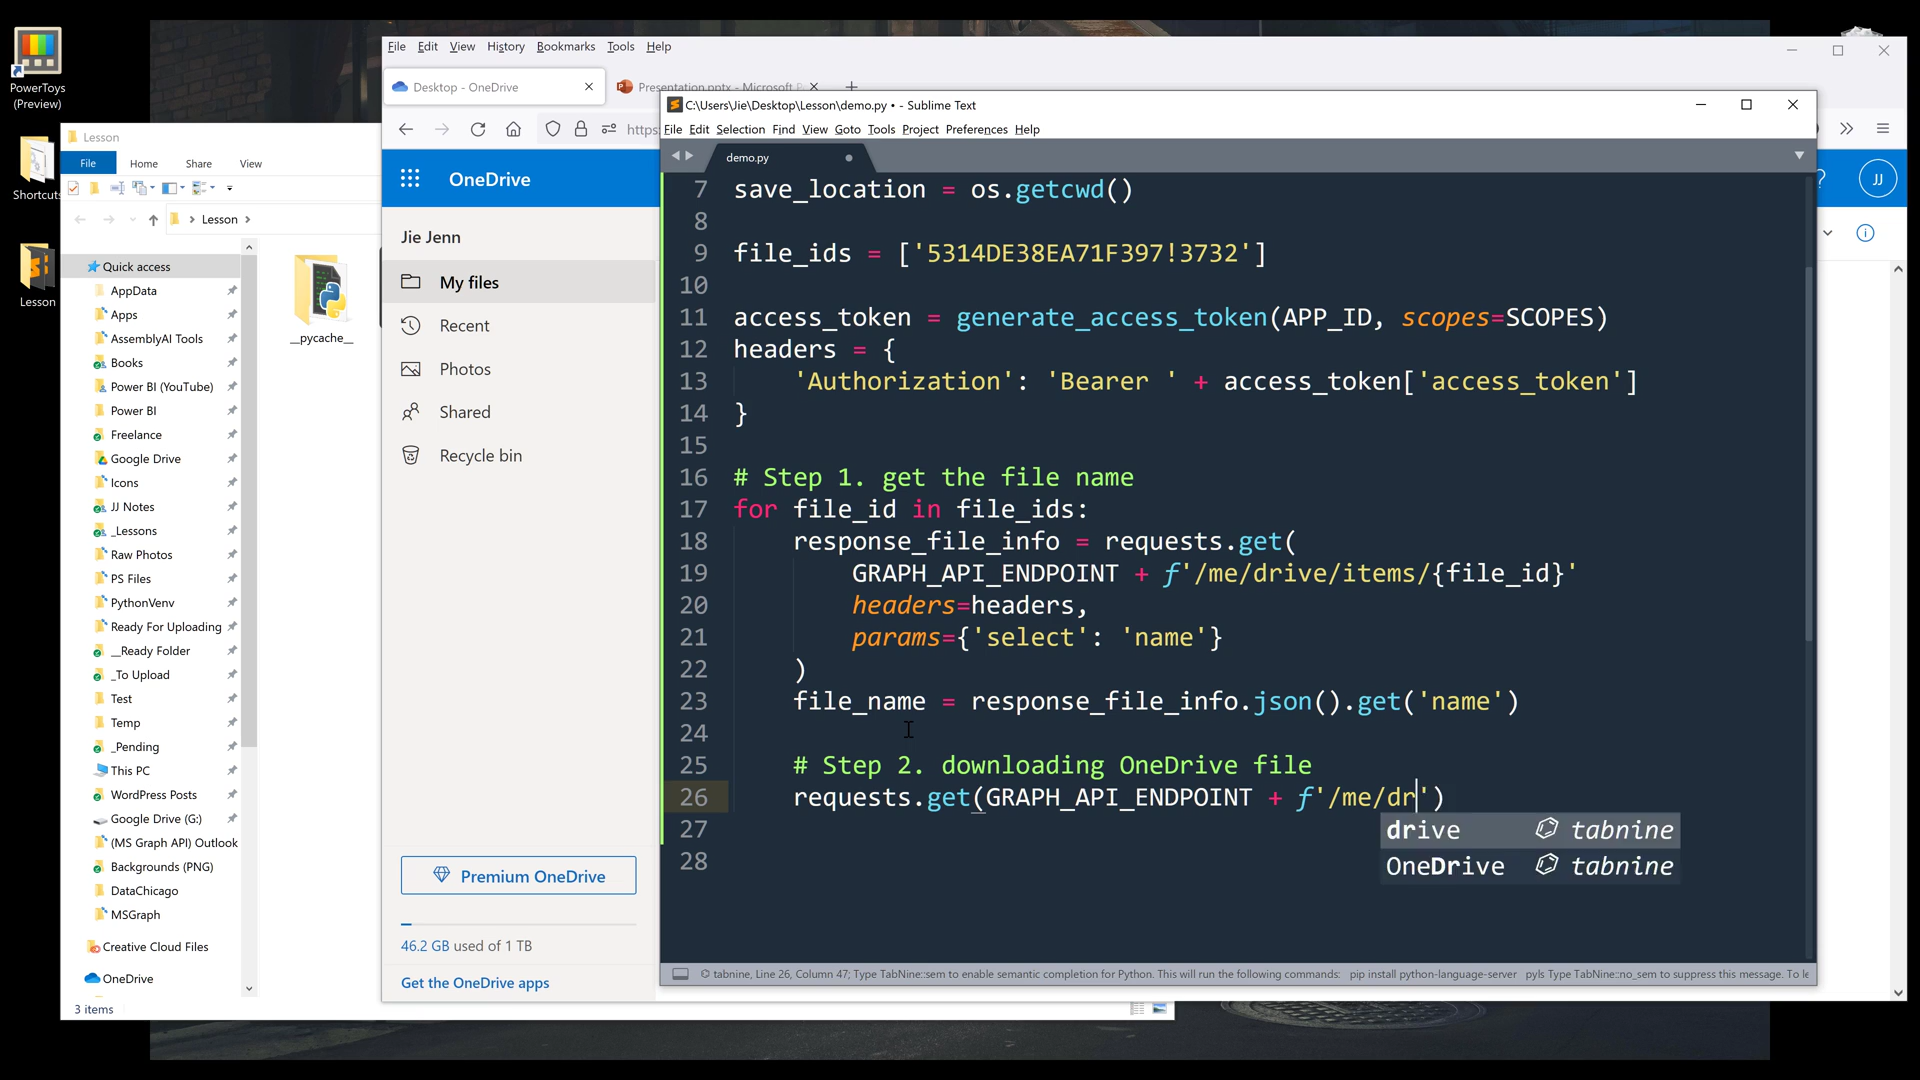 PowerToys
(Preview)
Shortcuts
Lesson
Lesson
File
Home
Share
View
Lesson
Quick access
AppData
Apps
AssemblyAI Tools
Books
Power BI (YouTube)
Power BI
Freelance
Google Drive
Icons
JJ Notes
_Lessons
Raw Photos
PS Files
PythonVenv
Ready For Uploading
__Ready Folder
_To Upload
Test
Temp
_Pending
This PC
WordPress Posts
Google Drive (G:)
(MS Graph API) Outlook
Backgrounds (PNG)
DataChicago
MSGraph
Creative Cloud Files
OneDrive
3 items
__pycache__
File Edit View History Bookmarks Tools Help
Desktop - OneDrive
Presentation.pptx - Microsoft P
https:
OneDrive
JJ
Jie Jenn
My files
Recent
Photos
Shared
Recycle bin
Premium OneDrive
46.2 GB used of 1 TB
Get the OneDrive apps
C:\Users\Jie\Desktop\Lesson\demo.py • - Sublime Text
File Edit Selection Find View Goto Tools Project Preferences Help
demo.py
7 save_location = os.getcwd()
8
9 file_ids = ['5314DE38EA71F397!3732']
10
11 access_token = generate_access_token(APP_ID, scopes=SCOPES)
12 headers = {
13 'Authorization': 'Bearer ' + access_token['access_token']
14 }
15
16 # Step 1. get the file name
17 for file_id in file_ids:
18 response_file_info = requests.get(
19 GRAPH_API_ENDPOINT + f'/me/drive/items/{file_id}'
20 headers=headers,
21 params={'select': 'name'}
22 )
23 file_name = response_file_info.json().get('name')
24
25 # Step 2. downloading OneDrive file
26 requests.get(GRAPH_API_ENDPOINT + f'/me/dr')
27
28
drive tabnine
OneDrive tabnine
© tabnine, Line 26, Column 47; Type TabNine::sem to enable semantic completion for Python. This will run the following commands: pip install python-language-server pyls Type TabNine::no_sem to suppress this message. To le